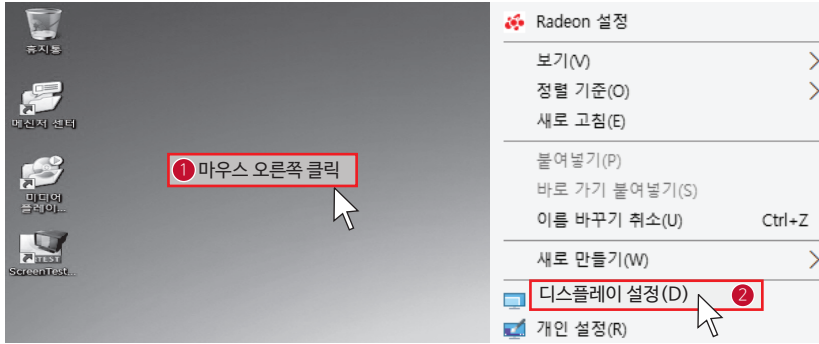 휴지통
메신저 센터
미디어
플레이...
TEST
ScreenTest...
1 마우스 오른쪽 클릭
Radeon 설정
보기(V)
정렬 기준(O)
새로 고침(E)
붙여넣기(P)
바로 가기 붙여넣기(S)
이름 바꾸기 취소(U) Ctrl+Z
새로 만들기(W)
디스플레이 설정(D) 2
개인 설정(R)